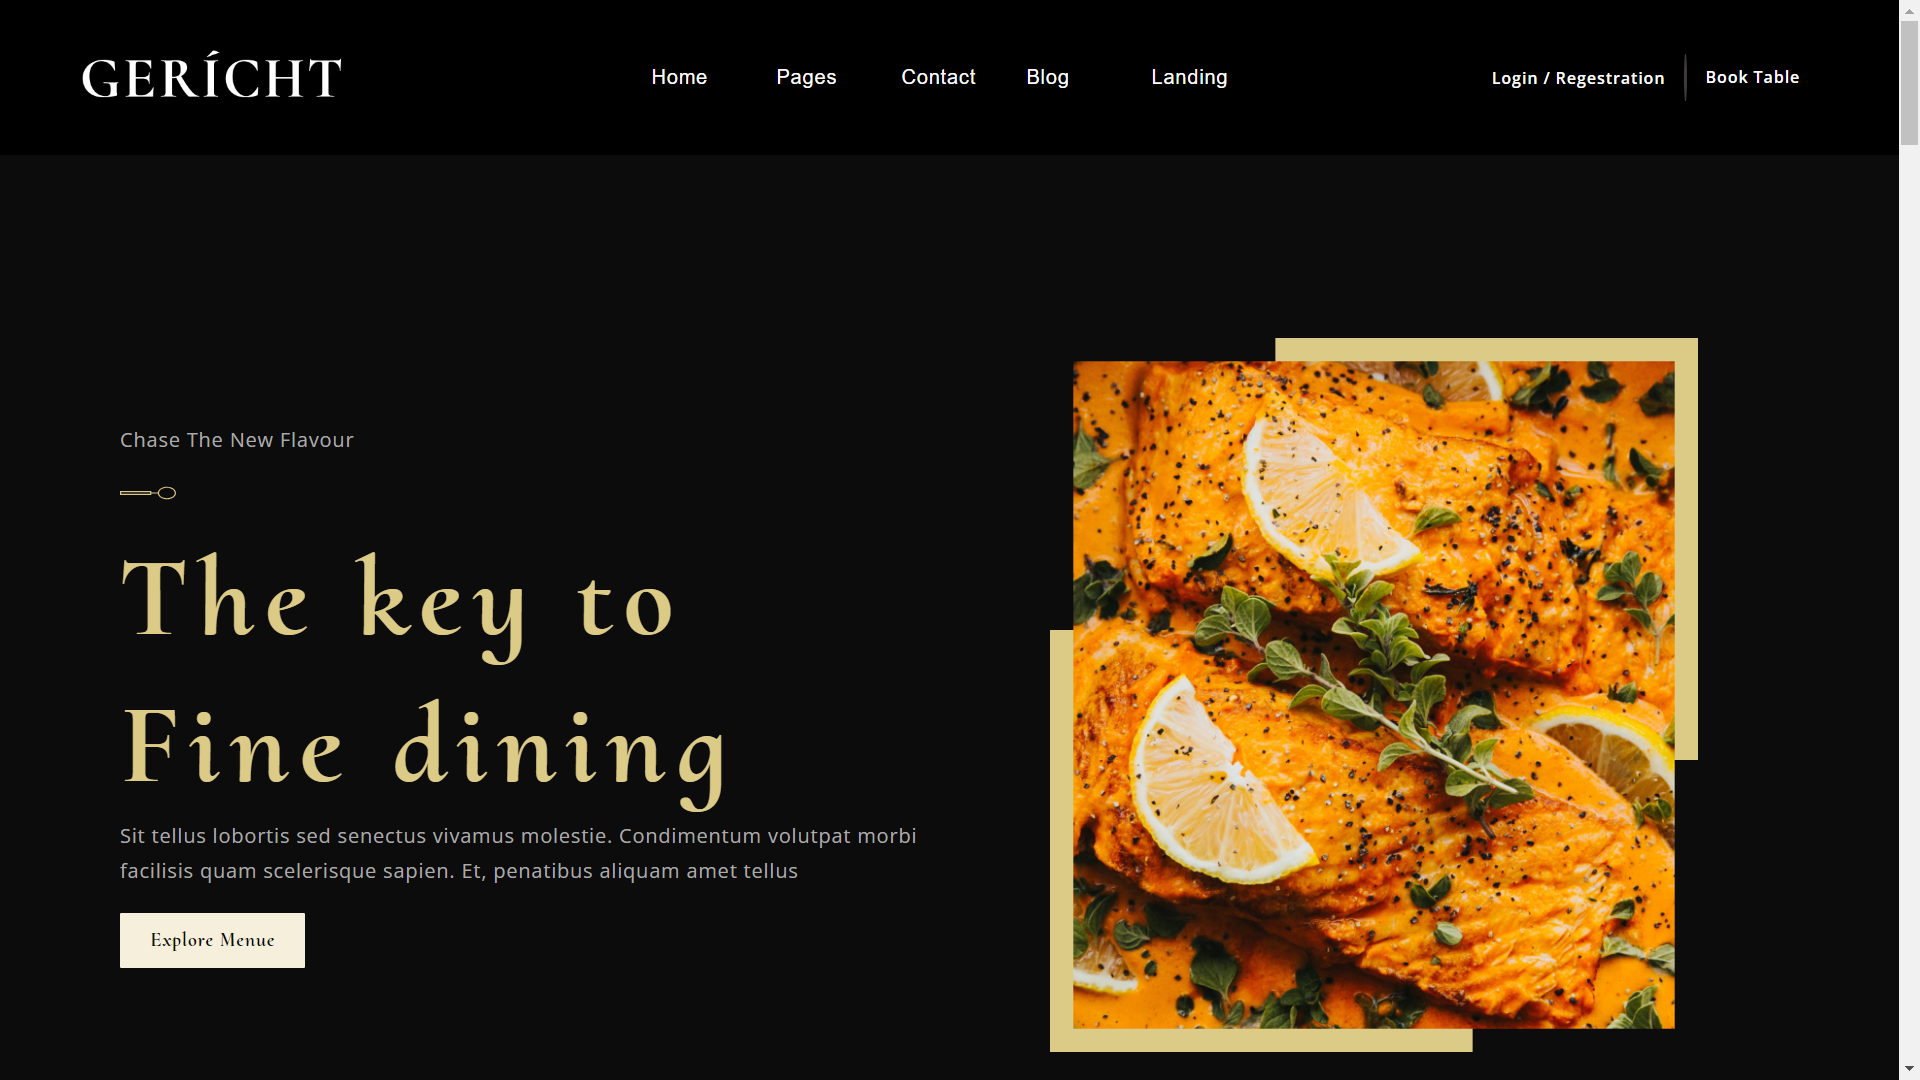 GERÍCHT
Home Pages Contact Blog Landing
Login / Regestration Book Table
Chase The New Flavour
The key to
Fine dining
Sit tellus lobortis sed senectus vivamus molestie. Condimentum volutpat morbi
facilisis quam scelerisque sapien. Et, penatibus aliquam amet tellus
Explore Menue